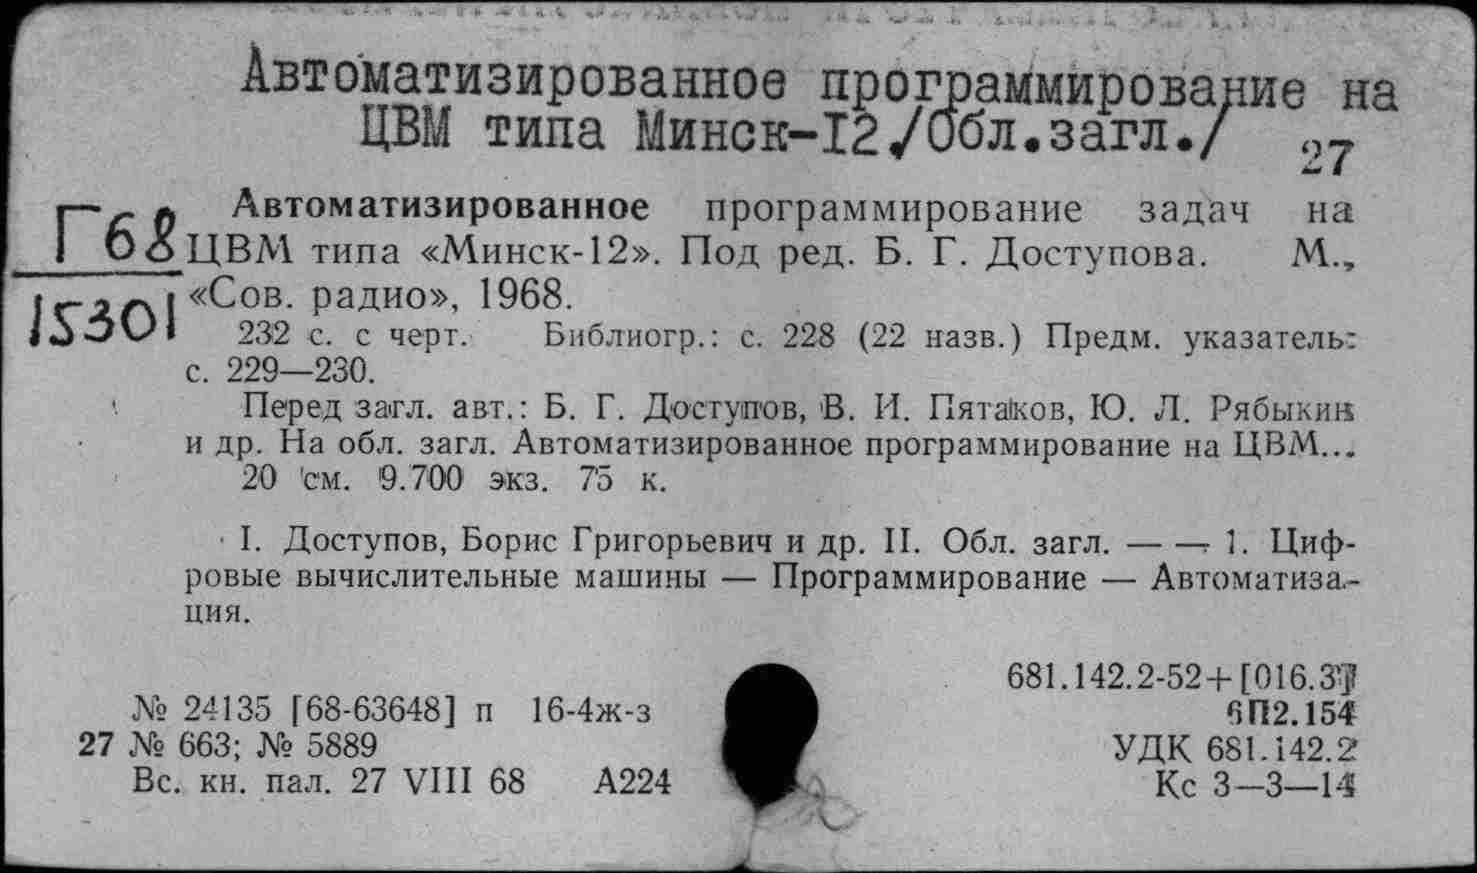 Автоматизированное программирование на
ЦВМ типа Минск-12/Обл.загл./
27
Г68
15301
Автоматизированное программирование задач на
ЦВМ типа «Минск-12». Под ред. Б. Г. Доступова. М.,
«Сов. радио», 1968.
232 с. с черт. Библиогр.: с. 228 (22 назв.) Предм. указатель:
с. 229—230.
Перед загл. авт.: Б. Г. Доступов, В. И. Пятаков, Ю. Л. Рябыкин
и др. На обл. загл. Автоматизированное программирование на ЦВМ...
20 см. 9.700 экз. 75 к.
I. Доступов, Борис Григорьевич и др. II. Обл. загл. — — 1. Циф-
ровые вычислительные машины — Программирование — Автоматиза-
ция.
681.142.2-52+[016.3]
№ 24135 [68-63648] п 16-4ж-з
6П2.154
27 № 663; № 5889
УДК 681.142.2
Вс. кн. пал. 27 VIII 68 А224
Кс 3—3—14